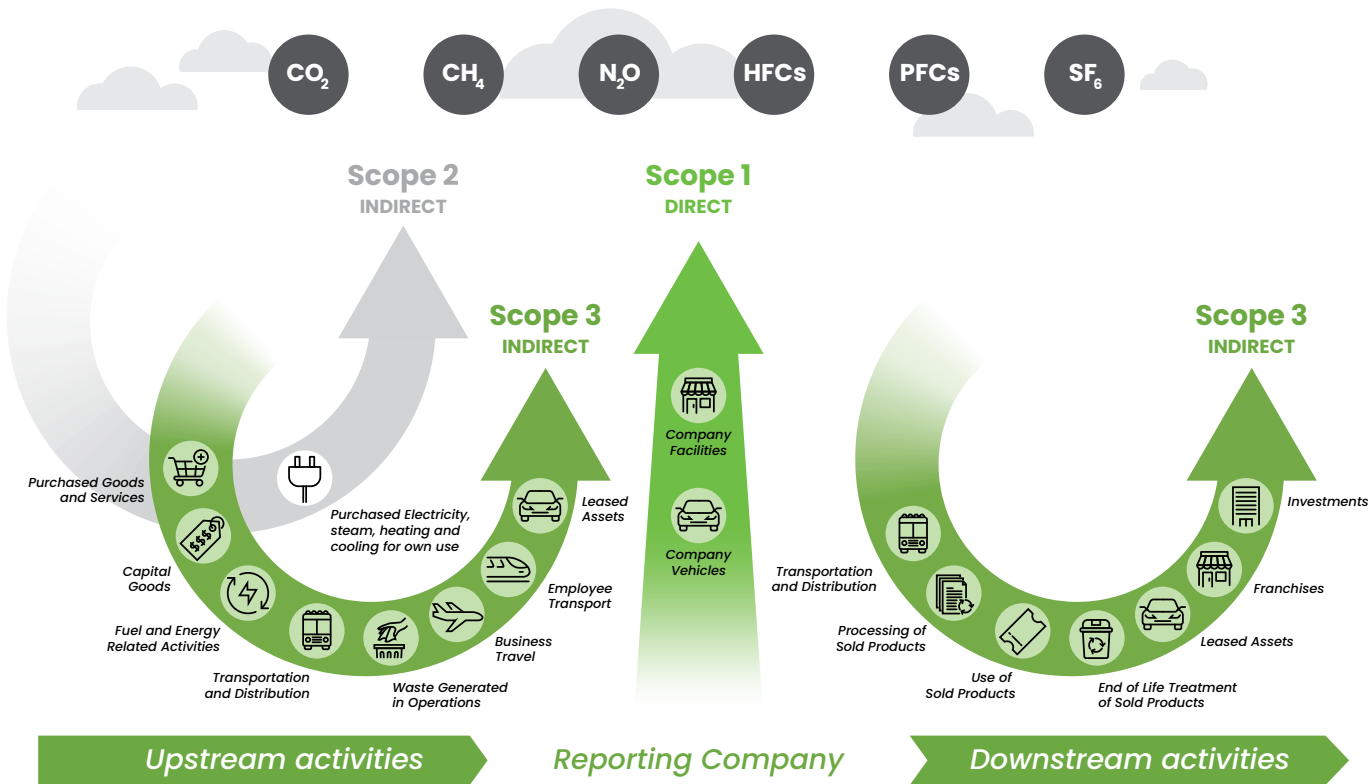 CO₂
CH₄
N₂O
HFCs
PFCs
SF₆
Scope 2
INDIRECT
Scope 1
DIRECT
Scope 3
INDIRECT
Scope 3
INDIRECT
Purchased Goods
and Services
Capital
Goods
Fuel and Energy
Related Activities
Transportation
and Distribution
Waste Generated
in Operations
Business
Travel
Employee
Transport
Leased
Assets
Purchased Electricity,
steam, heating and
cooling for own use
Company
Facilities
Company
Vehicles
Transportation
and Distribution
Processing of
Sold Products
Use of
Sold Products
End of Life Treatment
of Sold Products
Leased Assets
Franchises
Investments
Upstream activities
Reporting Company
Downstream activities